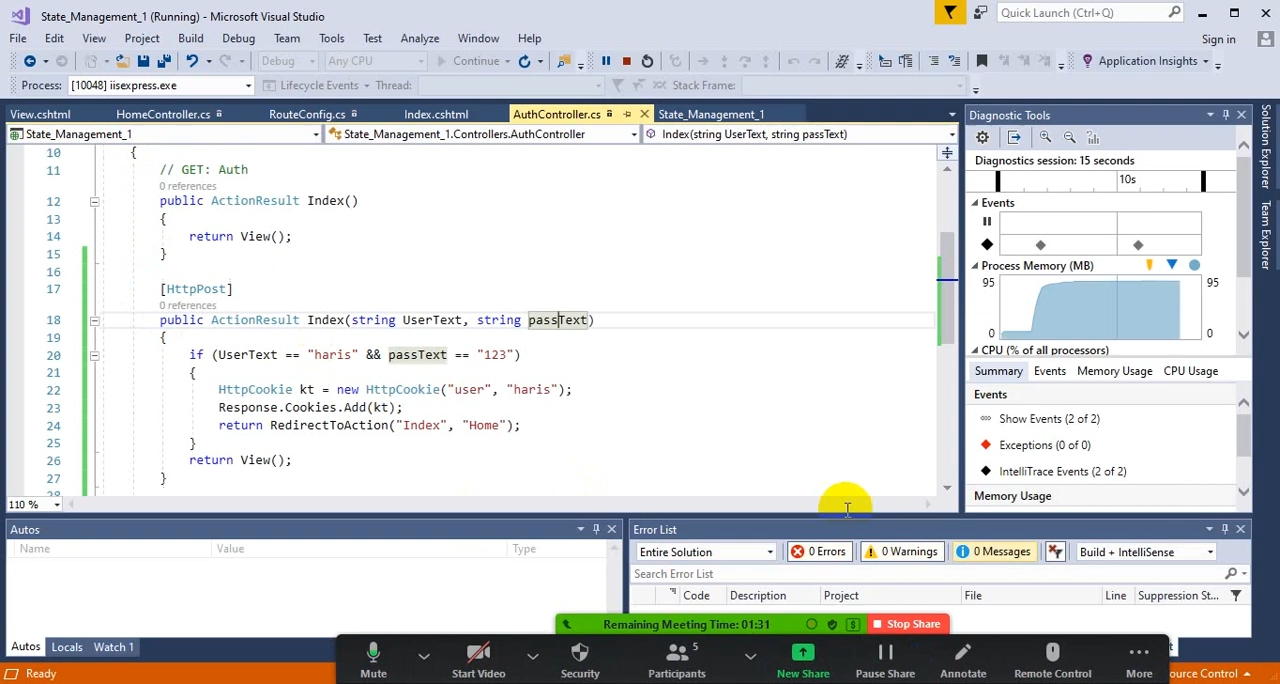 State_Management_1 (Running) - Microsoft Visual Studio
Quick Launch (Ctrl+Q)
File Edit View Project Build Debug Team Tools Test Analyze Window Help
Sign in
Debug Any CPU Continue Application Insights
Process: [10048] iisexpress.exe Lifecycle Events Thread: Stack Frame:
View.cshtml HomeController.cs RouteConfig.cs Index.cshtml AuthController.cs State_Management_1
State_Management_1 State_Management_1.Controllers.AuthController Index(string UserText, string passText)
10 {
11 // GET: Auth
0 references
12 public ActionResult Index()
13 {
14 return View();
15 }
16
17 [HttpPost]
0 references
18 public ActionResult Index(string UserText, string passText)
19 {
20 if (UserText == "haris" && passText == "123")
21 {
22 HttpCookie kt = new HttpCookie("user", "haris");
23 Response.Cookies.Add(kt);
24 return RedirectToAction("Index", "Home");
25 }
26 return View();
27 }
28
110 %
Diagnostic Tools
Diagnostics session: 15 seconds
10s
Events
Process Memory (MB)
95 95
0 0
CPU (% of all processors)
Summary Events Memory Usage CPU Usage
Events
Show Events (2 of 2)
Exceptions (0 of 0)
IntelliTrace Events (2 of 2)
Memory Usage
Solution Explorer
Team Explorer
Autos
Name Value Type
Autos Locals Watch 1
Error List
Entire Solution 0 Errors 0 Warnings 0 Messages Build + IntelliSense
Search Error List
Code Description Project File Line Suppression St...
Remaining Meeting Time: 01:31 Stop Share
Mute Start Video Security Participants 5 New Share Pause Share Annotate Remote Control More
Ready